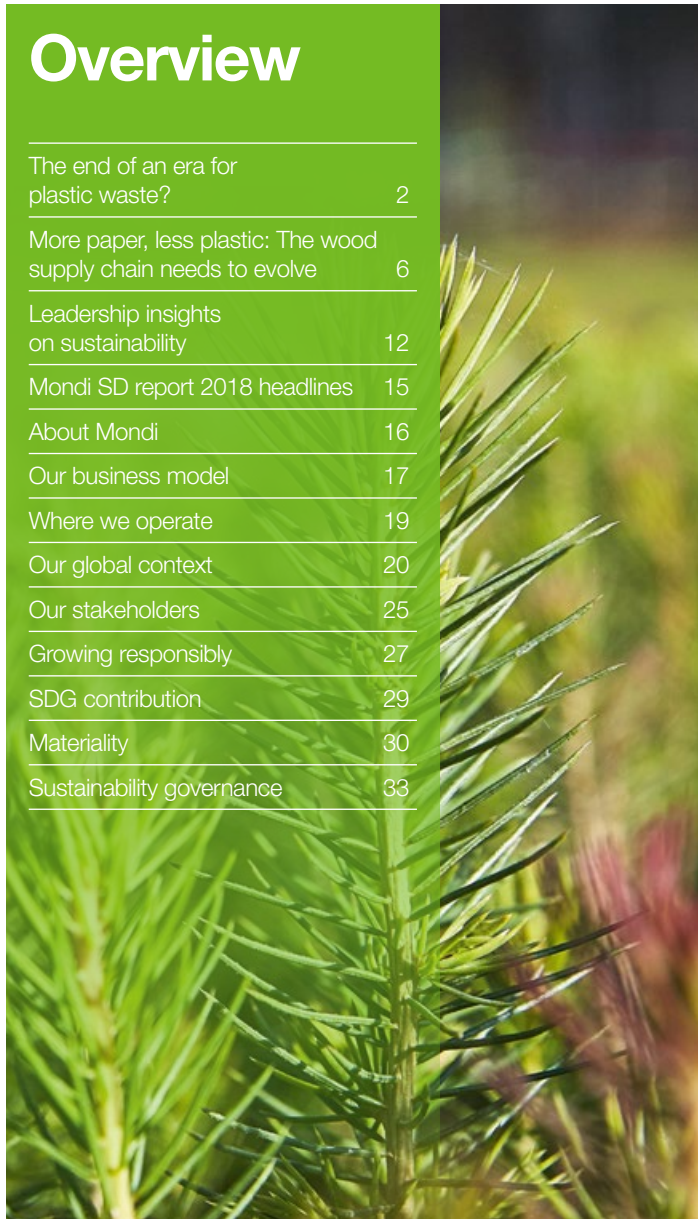 Overview
The end of an era for
plastic waste? 2
More paper, less plastic: The wood
supply chain needs to evolve 6
Leadership insights
on sustainability 12
Mondi SD report 2018 headlines 15
About Mondi 16
Our business model 17
Where we operate 19
Our global context 20
Our stakeholders 25
Growing responsibly 27
SDG contribution 29
Materiality 30
Sustainability governance 33